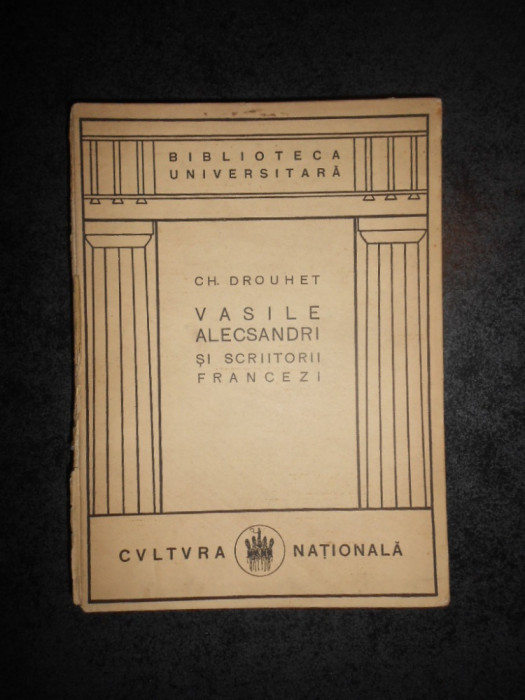 BIBLIOTECA
UNIVERSITARĂ
CH. DROUHET
VASILE
ALECSANDRI
ȘI SCRIITORII
FRANCEZI
CVLTVRA NAȚIONALĂ